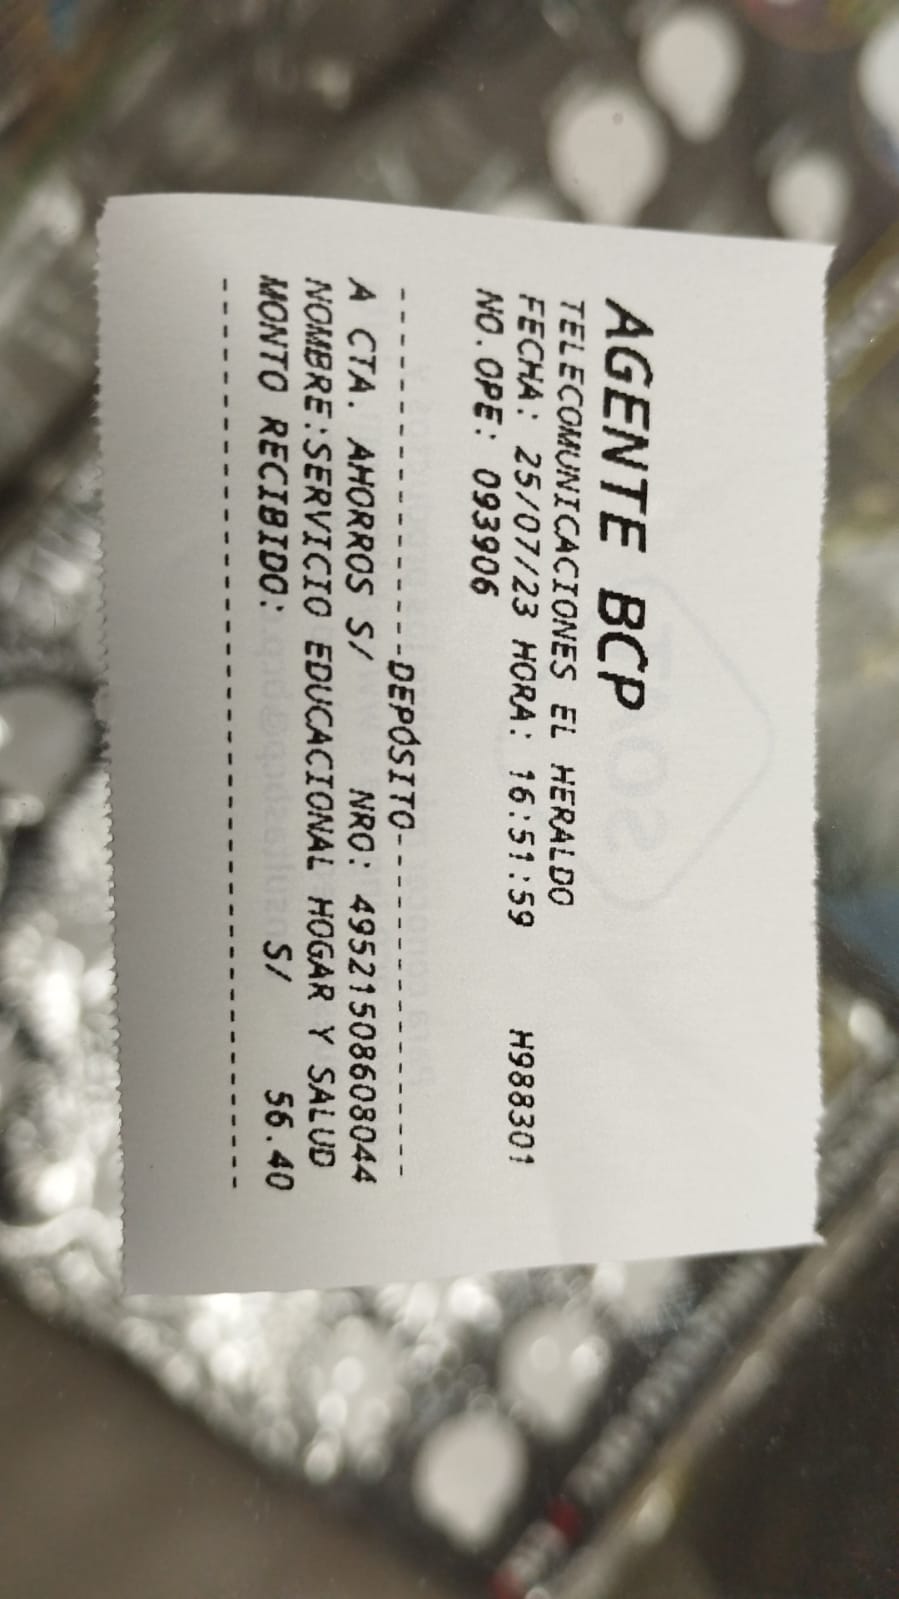 AGENTE BCP
TELECOMUNICACIONES EL HERALDO
FECHA: 25/07/23 HORA: 16:51:59 H988301
NO.OPE: 093906
----------------DEPÓSITO----------------
A CTA. AHORROS S/ NRO: 49521508608044
NOMBRE:SERVICIO EDUCACIONAL HOGAR Y SALUD
MONTO RECIBIDO: S/ 56.40
----------------------------------------